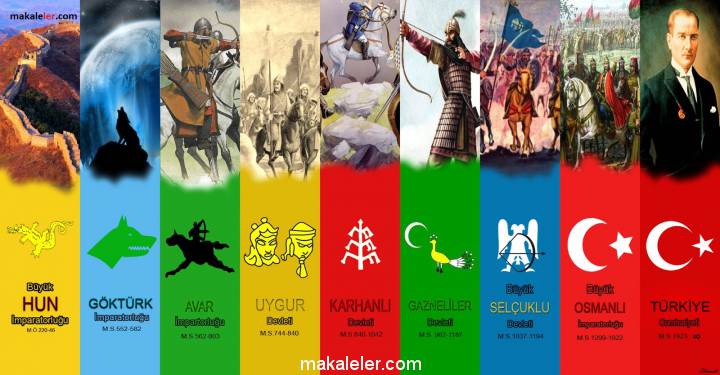 makaleler.com
Büyük
HUN
İmparatorluğu
M.Ö.220-46
GÖKTÜRK
İmparatorluğu
M.S.552-582
AVAR
İmpartorluğu
M.S.562-803
UYGUR
Devleti
M.S.744-840
KARHANLI
Devleti
M.S.840-1042
GAZNELİLER
Devleti
M.S. 963-1187
Büyük
SELÇUKLU
Devleti
M.S.1037-1194
Büyük
OSMANLI
İmparatorluğu
M.S.1299-1922
TÜRKİYE
Cumhuriyeti
M.S.1923 - ∞
makaleler.com